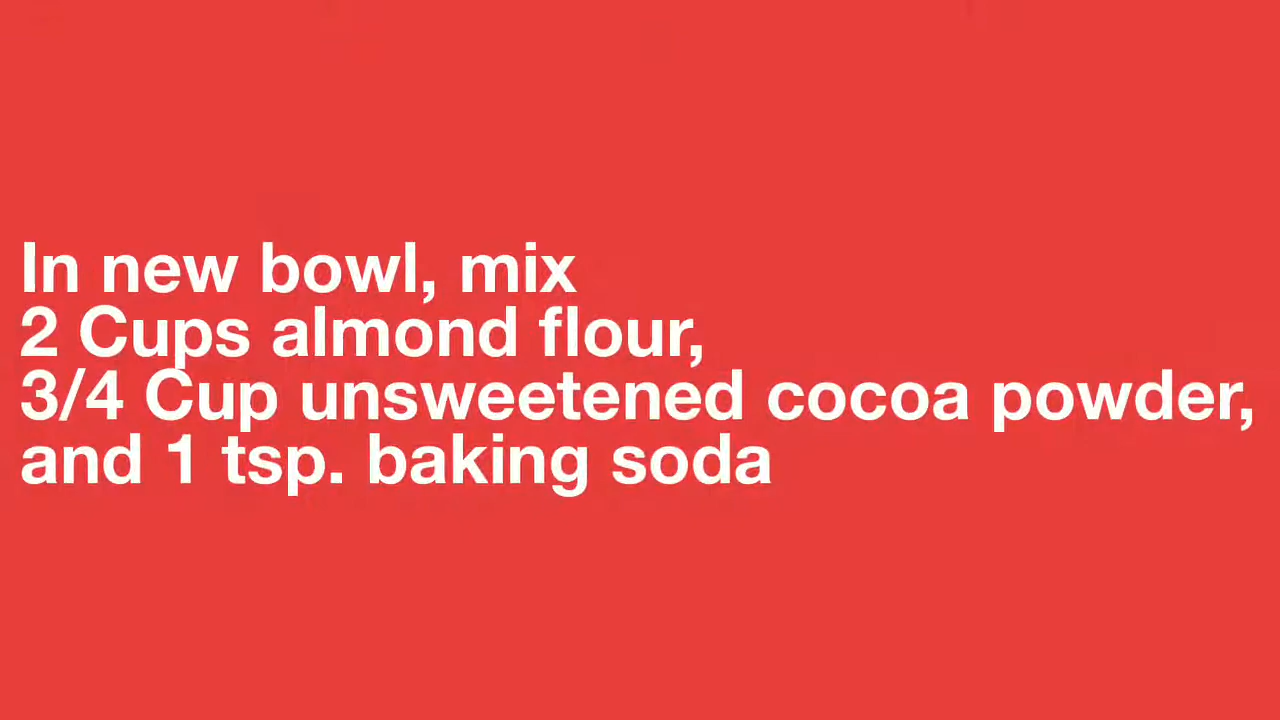 In new bowl, mix
2 Cups almond flour,
3/4 Cup unsweetened cocoa powder,
and 1 tsp. baking soda